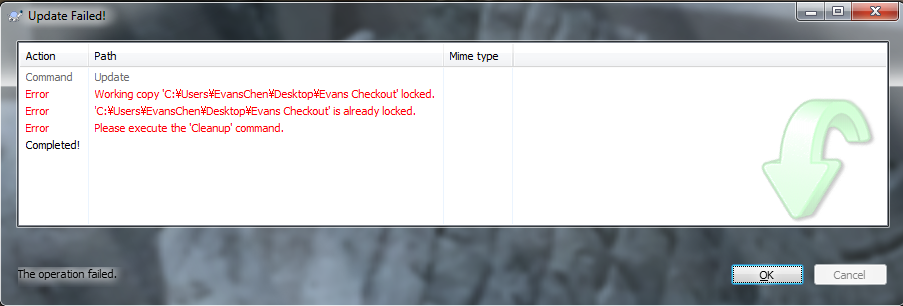 Update Failed!
Action Path Mime type
Command Update
Error Working copy 'C:¥Users¥EvansChen¥Desktop¥Evans Checkout' locked.
Error 'C:¥Users¥EvansChen¥Desktop¥Evans Checkout' is already locked.
Error Please execute the 'Cleanup' command.
Completed!
The operation failed.
OK Cancel